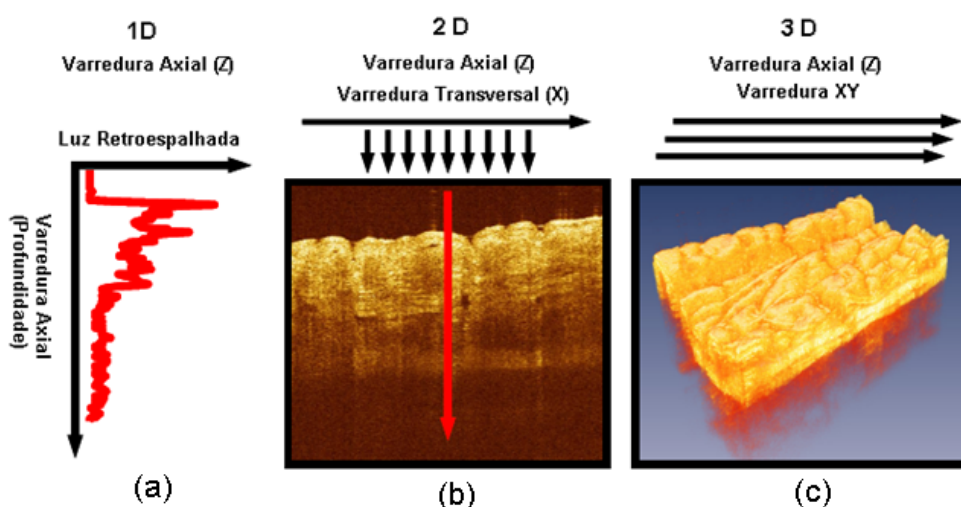 1D
Varredura Axial (Z)
Luz Retroespalhada
Varredura Axial
(Profundidade)
(a)
2 D
Varredura Axial (Z)
Varredura Transversal (X)
(b)
3 D
Varredura Axial (Z)
Varredura XY
(c)